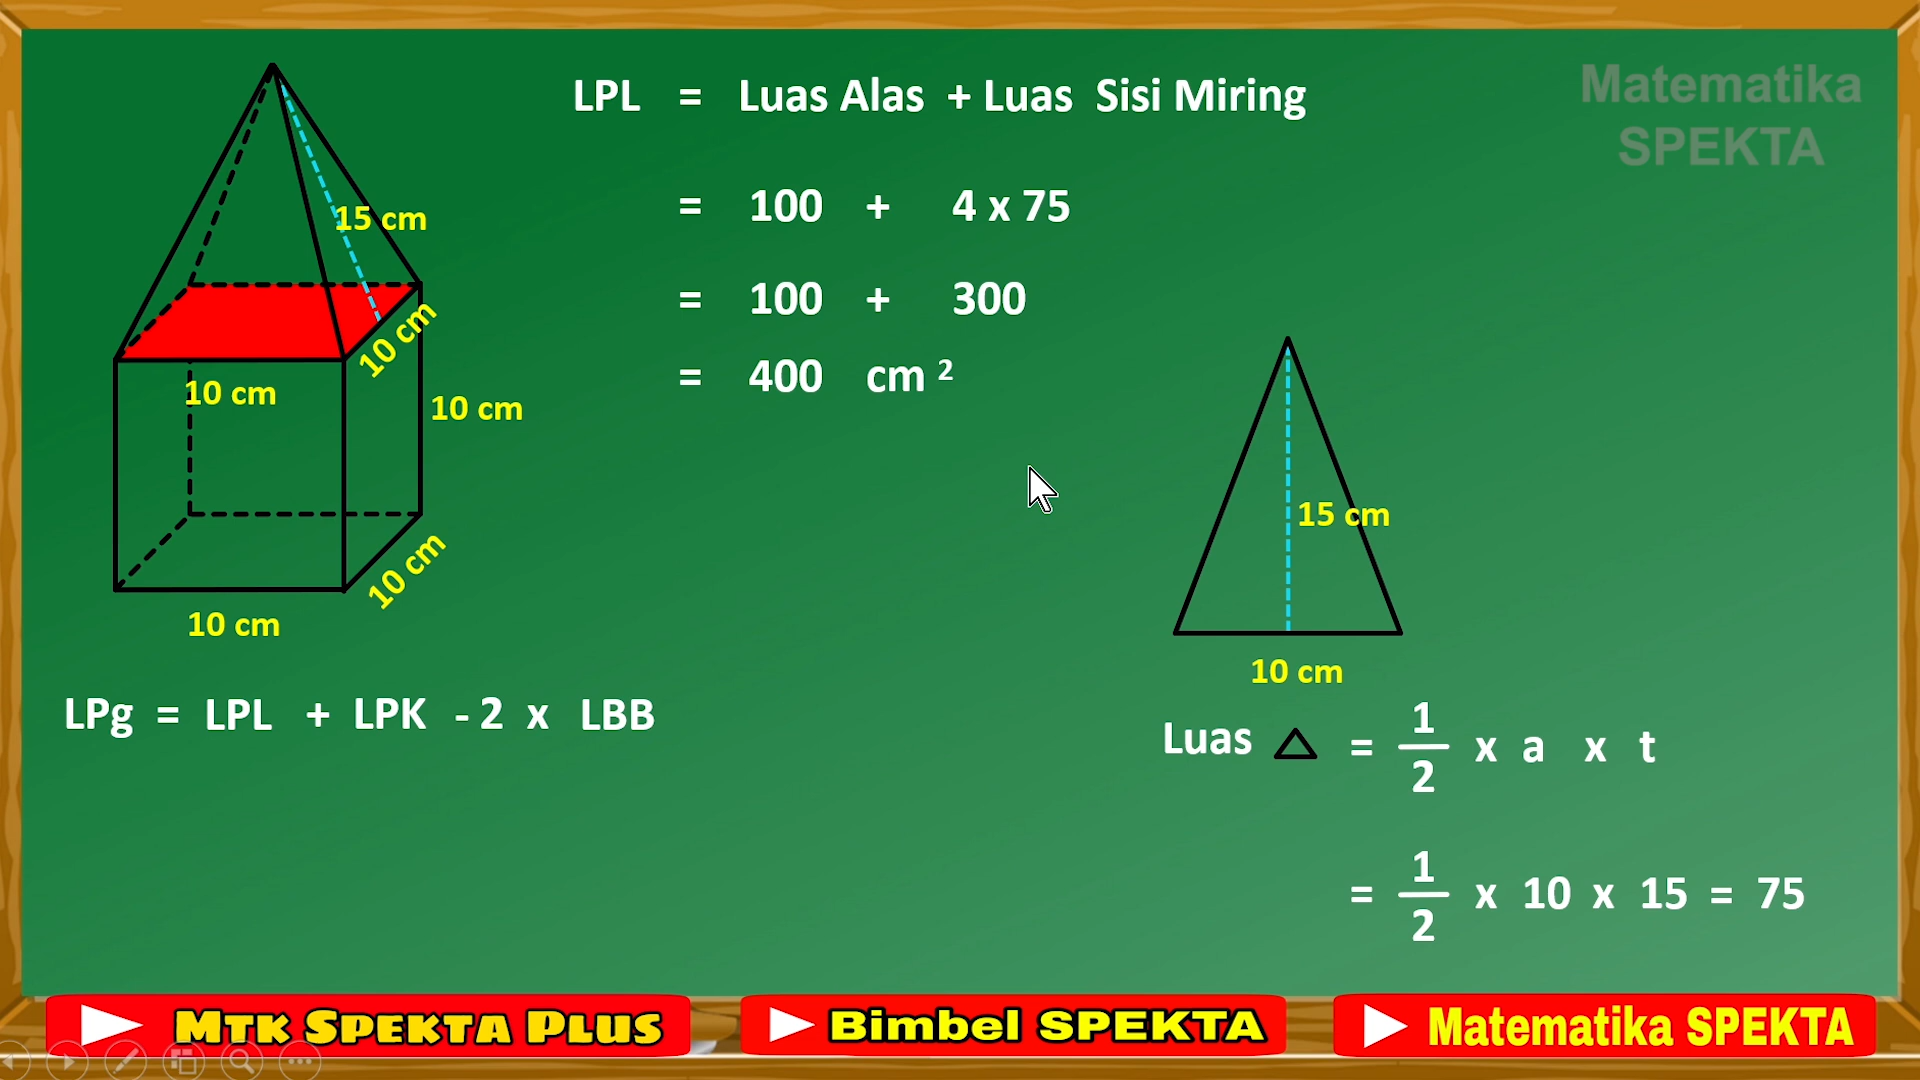 LPL = Luas Alas + Luas Sisi Miring
Matematika
SPEKTA
= 100 + 4 x 75
= 100 + 300
= 400 cm ²
15 cm
10 cm
10 cm
10 cm
10 cm
10 cm
LPg = LPL + LPK - 2 x LBB
15 cm
10 cm
Luas △ = 1/2 x a x t
= 1/2 x 10 x 15 = 75
MTK SPEKTA PLUS
Bimbel SPEKTA
Matematika SPEKTA